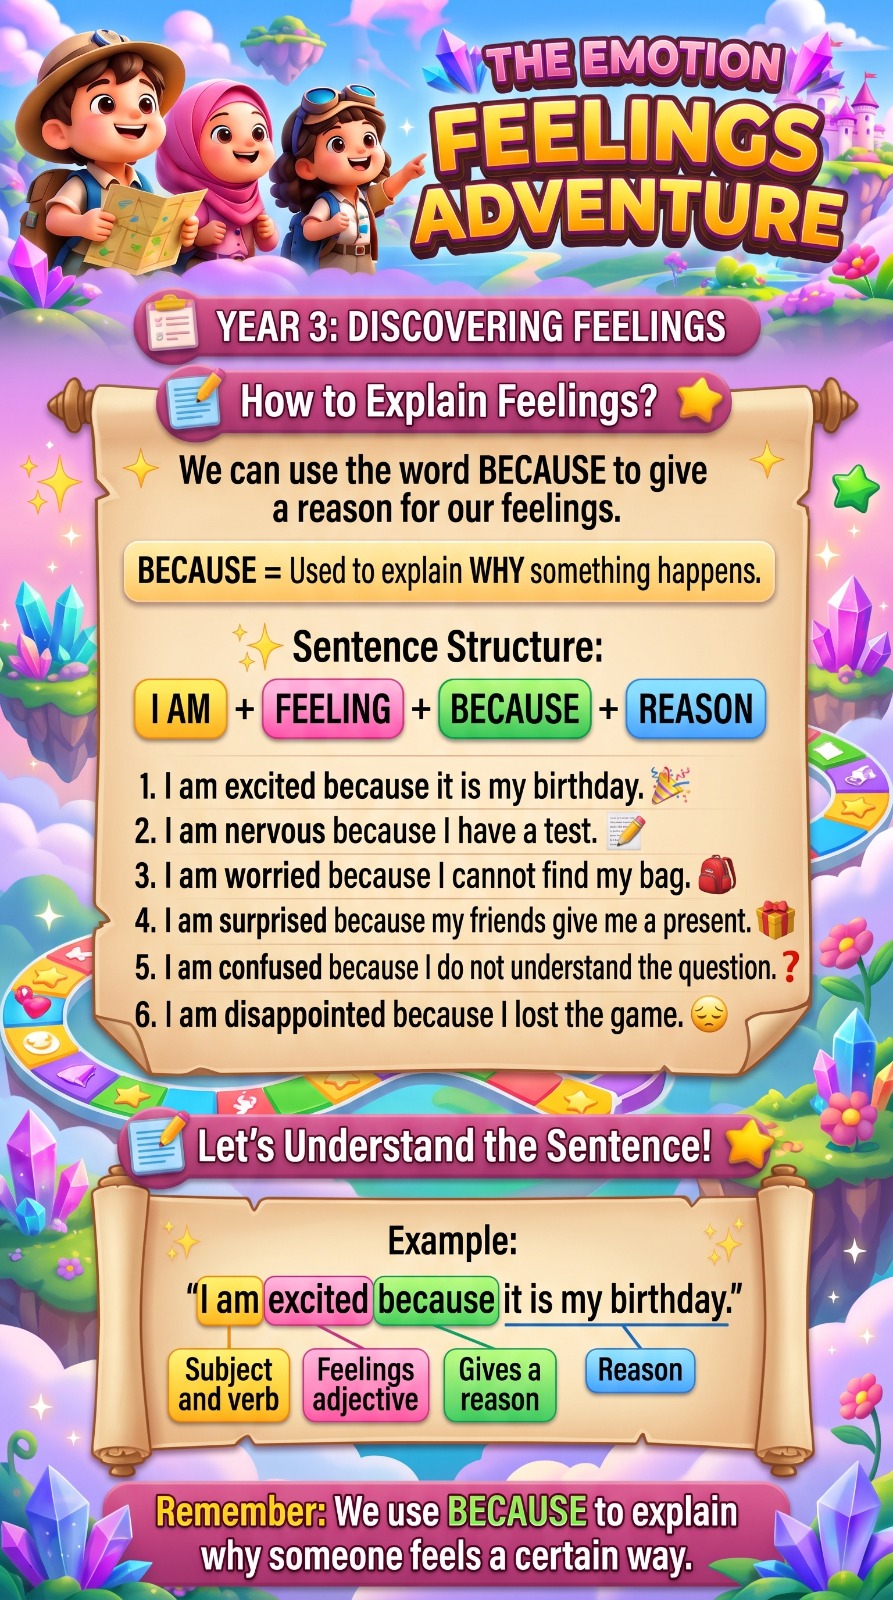 THE EMOTION
FEELINGS
ADVENTURE
YEAR 3: DISCOVERING FEELINGS
How to Explain Feelings?
We can use the word BECAUSE to give
a reason for our feelings.
BECAUSE = Used to explain WHY something happens.
Sentence Structure:
I AM + FEELING + BECAUSE + REASON
1. I am excited because it is my birthday.
2. I am nervous because I have a test.
3. I am worried because I cannot find my bag.
4. I am surprised because my friends give me a present.
5. I am confused because I do not understand the question.❓
6. I am disappointed because I lost the game.
Let's Understand the Sentence!
Example:
"I am excited because it is my birthday."
Subject
and verb
Feelings
adjective
Gives a
reason
Reason
Remember: We use BECAUSE to explain
why someone feels a certain way.